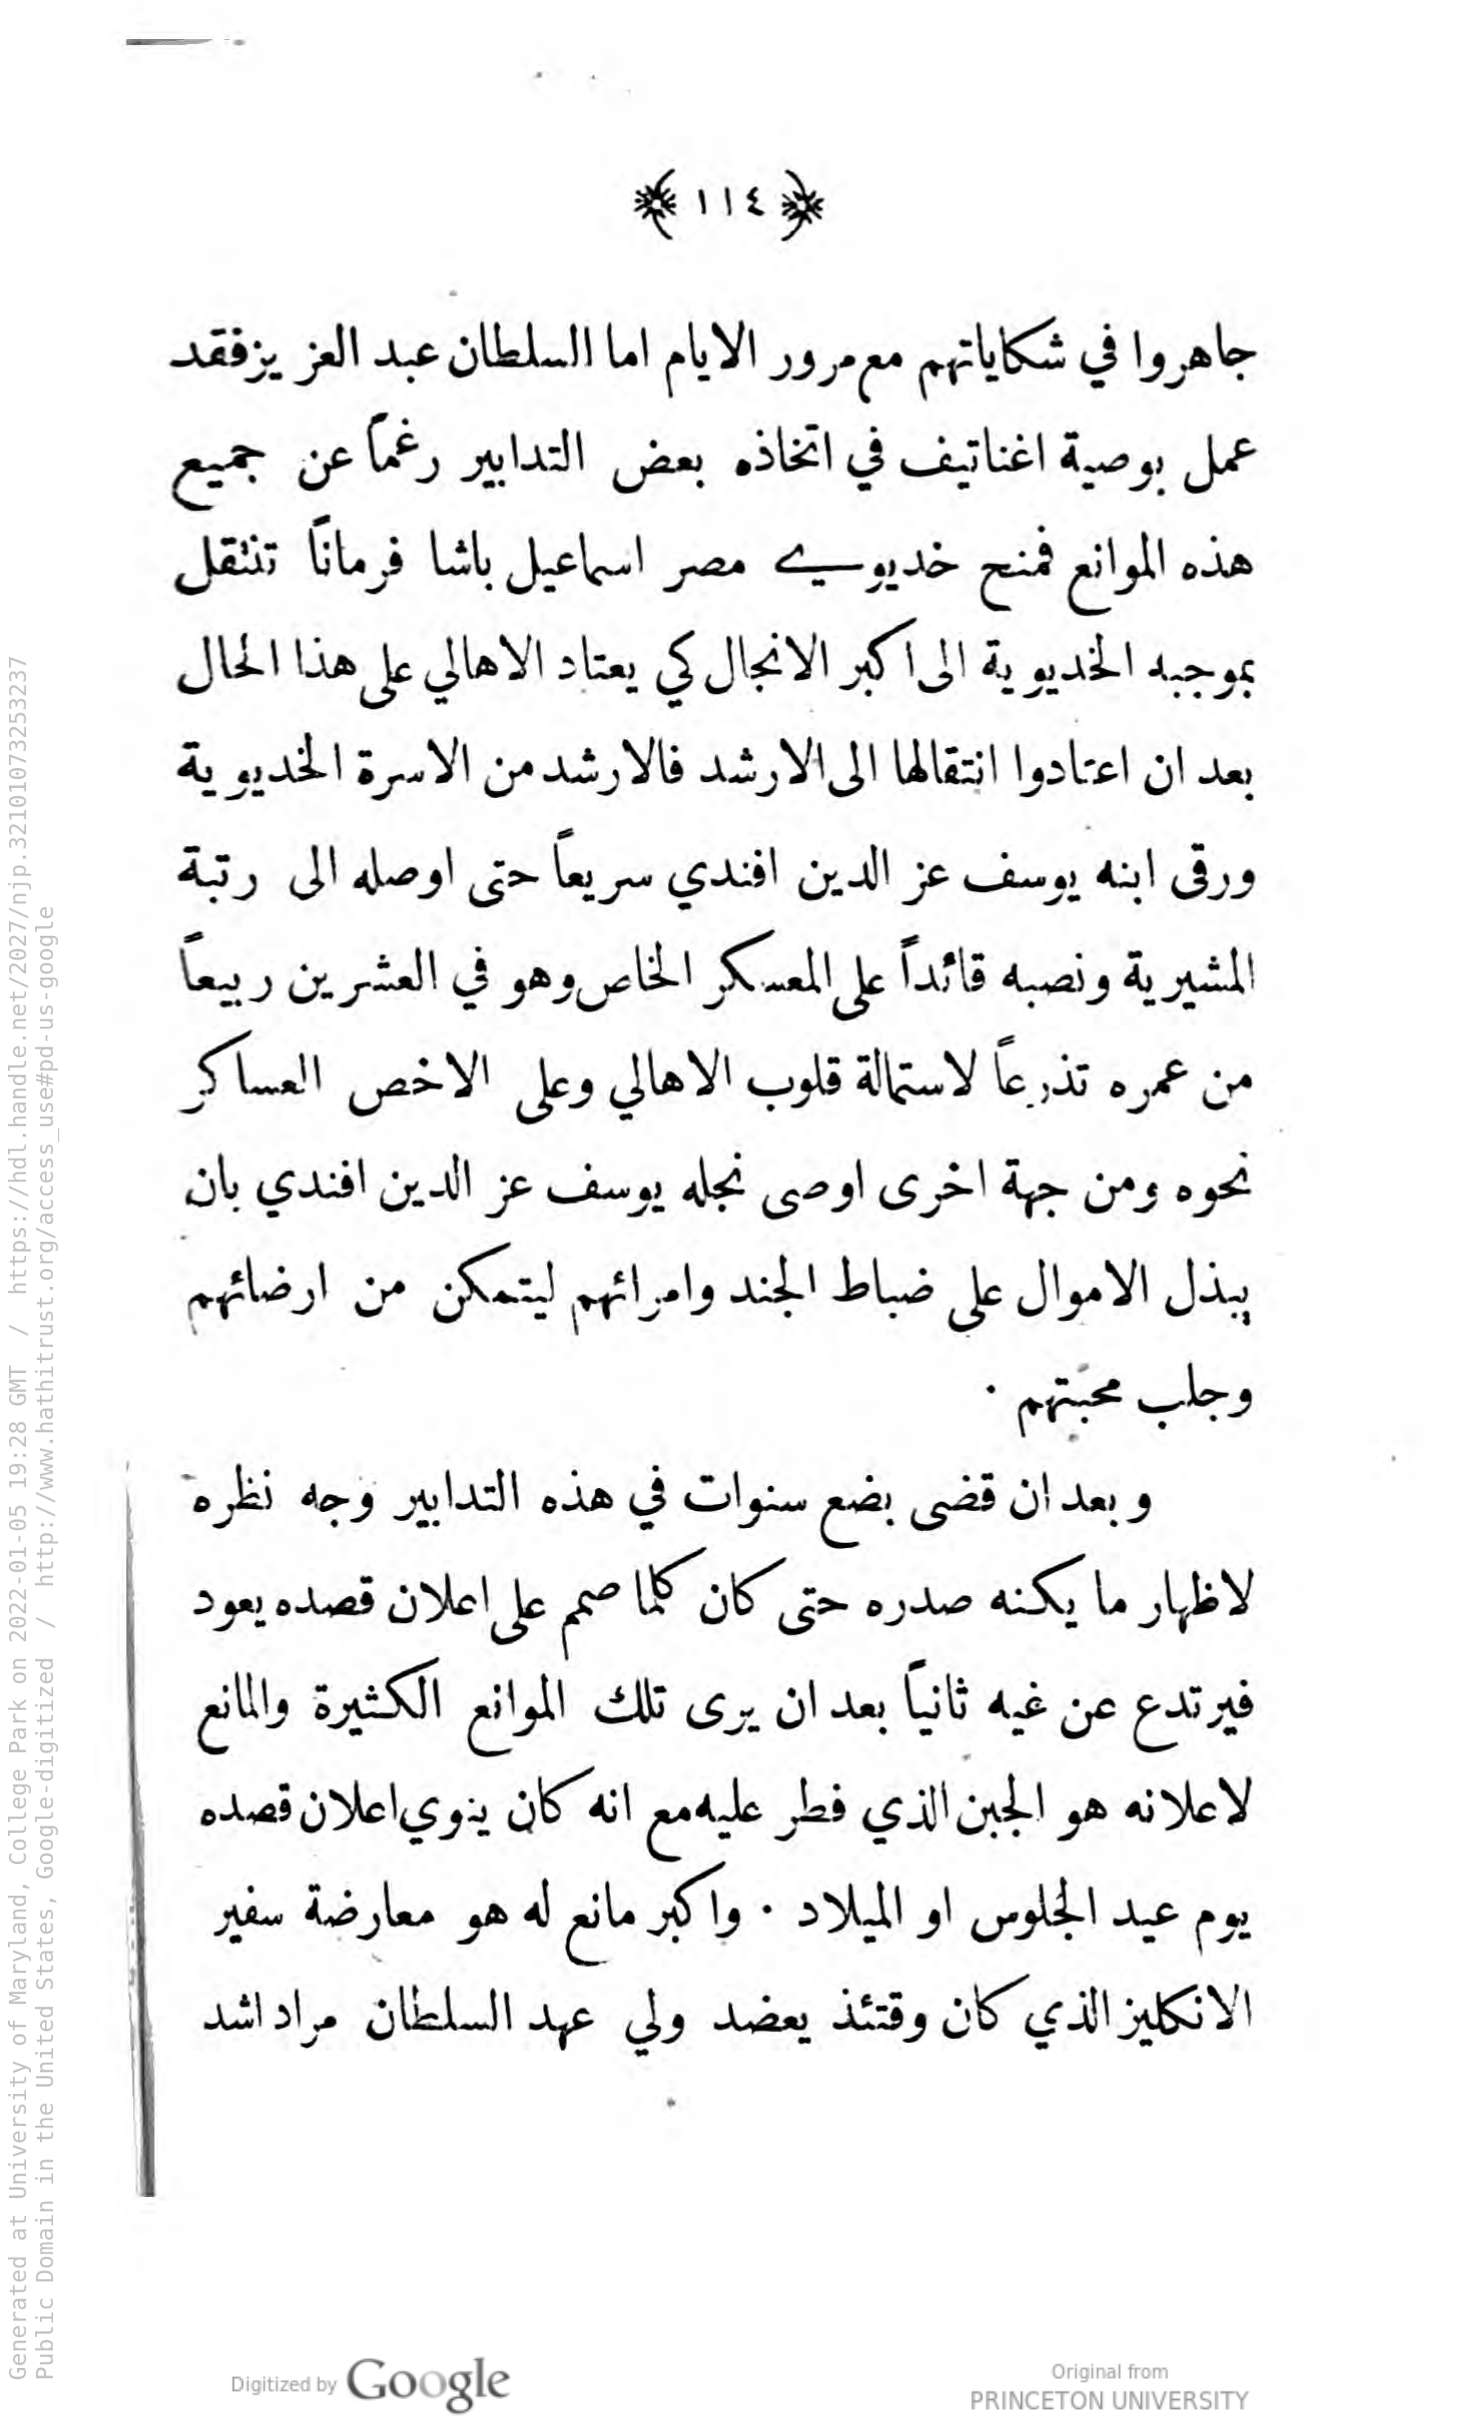 ﴿ ١١٤ ﴾
جاهروا في شكاياتهم مع مرور الايام اما السلطان عبد العزيز فقد
عمل بوصية اغناتيف في اتخاذه بعض التدابير رغماً عن جميع
هذه الموانع فمنح خديوي مصر اسماعيل باشا فرماناً تنتقل
بموجبه الخديوية الى اكبر الانجال كي يعتاد الاهالي على هذا الحال
بعد ان اعتادوا انتقالها الى الارشد فالارشد من الاسرة الخديوية
ورقى ابنه يوسف عز الدين افندي سريعاً حتى اوصله الى رتبة
المشيرية ونصبه قائداً على المعسكر الخاص وهو في العشرين ربيعاً
من عمره تذرعاً لاستمالة قلوب الاهالي وعلى الاخص العساكر
نحوه ومن جهة اخرى اوصى نجله يوسف عز الدين افندي بان
يبذل الاموال على ضباط الجند وامرائهم ليتمكن من ارضائهم
وجلب محبتهم ٠
وبعد ان قضى بضع سنوات في هذه التدابير وجه نظره
لاظهار ما يكنه صدره حتى كان كلما صمم على اعلان قصده يعود
فيرتدع عن غيه ثانياً بعد ان يرى تلك الموانع الكثيرة والمانع
لاعلانه هو الجبن الذي فطر عليه مع انه كان ينوي اعلان قصده
يوم عيد الجلوس او الميلاد ٠ واكبر مانع له هو معارضة سفير
الانكليز الذي كان وقتئذ يعضد ولي عهد السلطان مراد اشد
Generated at University of Maryland, College Park on 2022-01-05 19:28 GMT / https://hdl.handle.net/2027/njp.32101073253237
Public Domain in the United States, Google-digitized / http://www.hathitrust.org/access_use#pd-us-google
Digitized by Google
Original from
PRINCETON UNIVERSITY